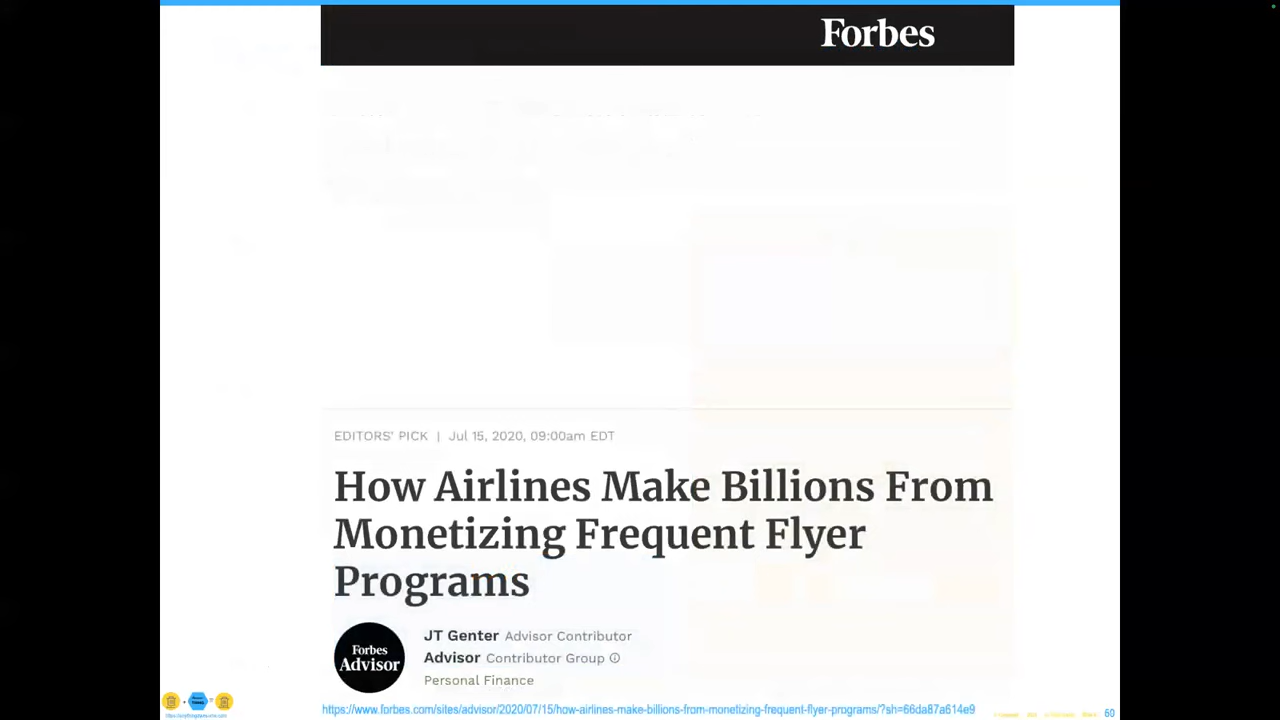 Forbes
EDITORS' PICK | Jul 15, 2020, 09:00am EDT
How Airlines Make Billions From
Monetizing Frequent Flyer
Programs
Forbes
Advisor
JT Genter Advisor Contributor
Advisor Contributor Group
Personal Finance
https://www.forbes.com/sites/advisor/2020/07/15/how-airlines-make-billions-from-monetizing-frequent-flyer-programs/?sh=66da87a614e9
60